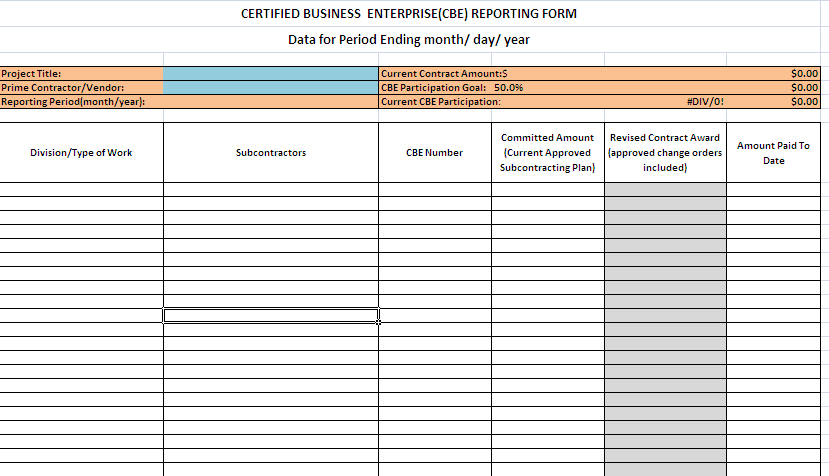 CERTIFIED BUSINESS  ENTERPRISE(CBE) REPORTING FORM
Data for Period Ending month/ day/ year
Project Title: Current Contract Amount:$ $0.00
Prime Contractor/Vendor: CBE Participation Goal:  50.0% $0.00
Reporting Period(month/year): Current CBE Participation: #DIV/0! $0.00
Division/Type of Work
Subcontractors
CBE Number
Committed Amount
(Current Approved
Subcontracting Plan)
Revised Contract Award
(approved change orders
included)
Amount Paid To
Date